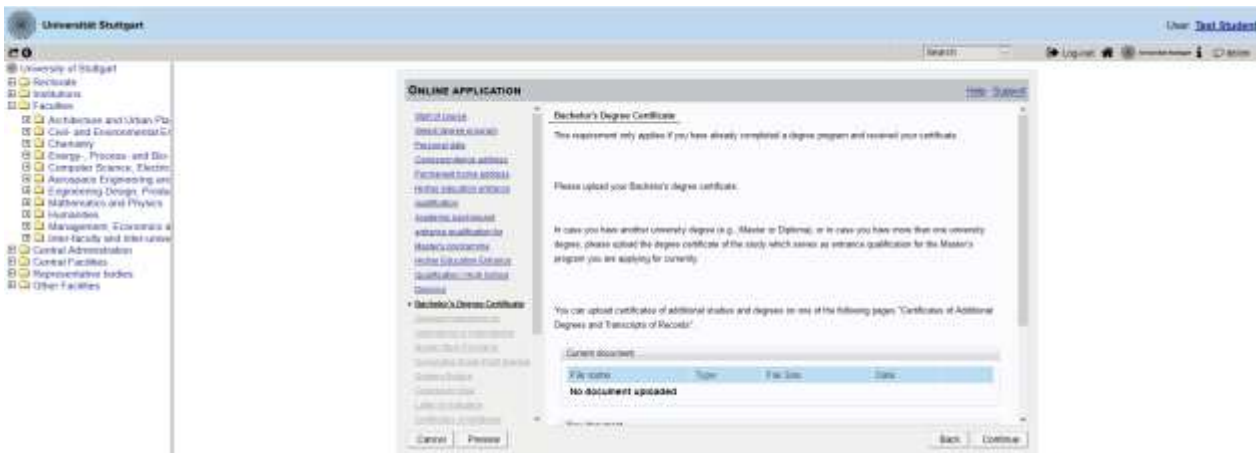 Universität Stuttgart
User: Test Student
Search
Log out
University of Stuttgart
Rectorate
Institutions
Faculties
Architecture and Urban Pla
Civil- and Environmental E
Chemistry
Energy-, Process- and Bio-
Computer Science, Electric
Aerospace Engineering and
Engineering Design, Produ
Mathematics and Physics
Humanities
Management, Economics a
Inter-faculty and inter-unive
Central Administration
Central Facilities
Representative bodies
Other Facilities
ONLINE APPLICATION
Help Support
Start of course
Select degree program
Personal data
Correspondence address
Permanent home address
Higher education entrance
qualification
Academic background
entrance qualification for
Master's programme
Higher Education Entrance
Qualification / High School
Diploma
Bachelor's Degree Certificate
Bachelor's Degree Certificate
This requirement only applies if you have already completed a degree program and received your certificate.
Please upload your Bachelor's degree certificate.
In case you have another university degree (e.g., Master or Diploma), or in case you have more than one university
degree, please upload the degree certificate of the study which serves as entrance qualification for the Master's
program you are applying for currently.
You can upload certificates of additional studies and degrees on one of the following pages "Certificates of Additional
Degrees and Transcripts of Records".
Current document
File name Type File Size Date
No document uploaded
Cancel Preview
Back Continue